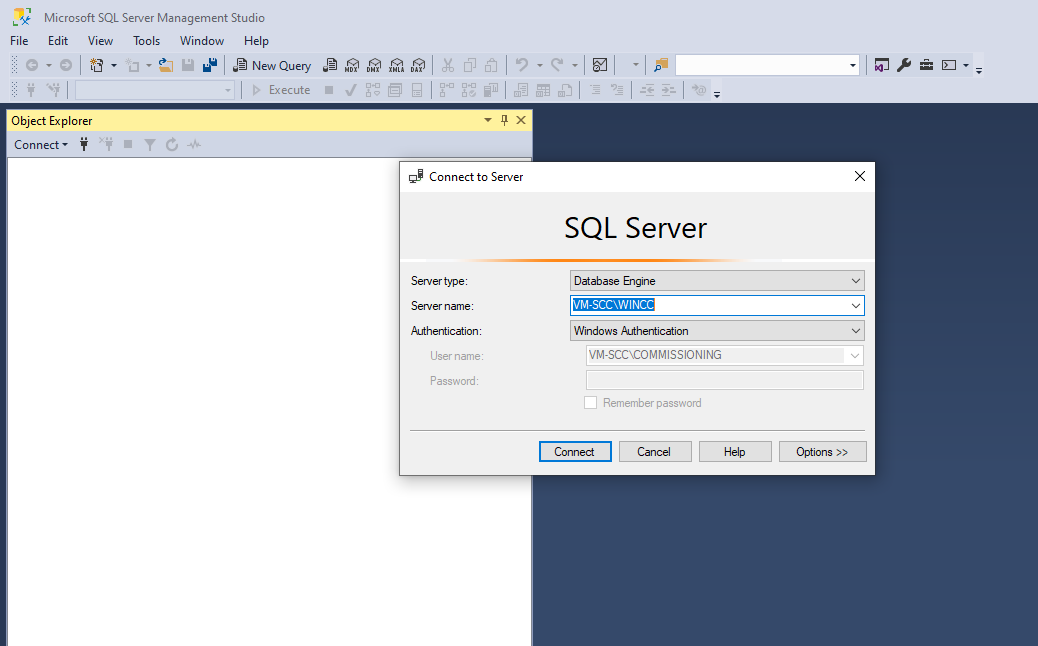 Microsoft SQL Server Management Studio
File Edit View Tools Window Help
New Query MDX DMX XMLA DAX
Execute
Object Explorer
Connect
Connect to Server
SQL Server
Server type: Database Engine
Server name: VM-SCC\WINCC
Authentication: Windows Authentication
User name: VM-SCC\COMMISSIONING
Password:
Remember password
Connect Cancel Help Options >>